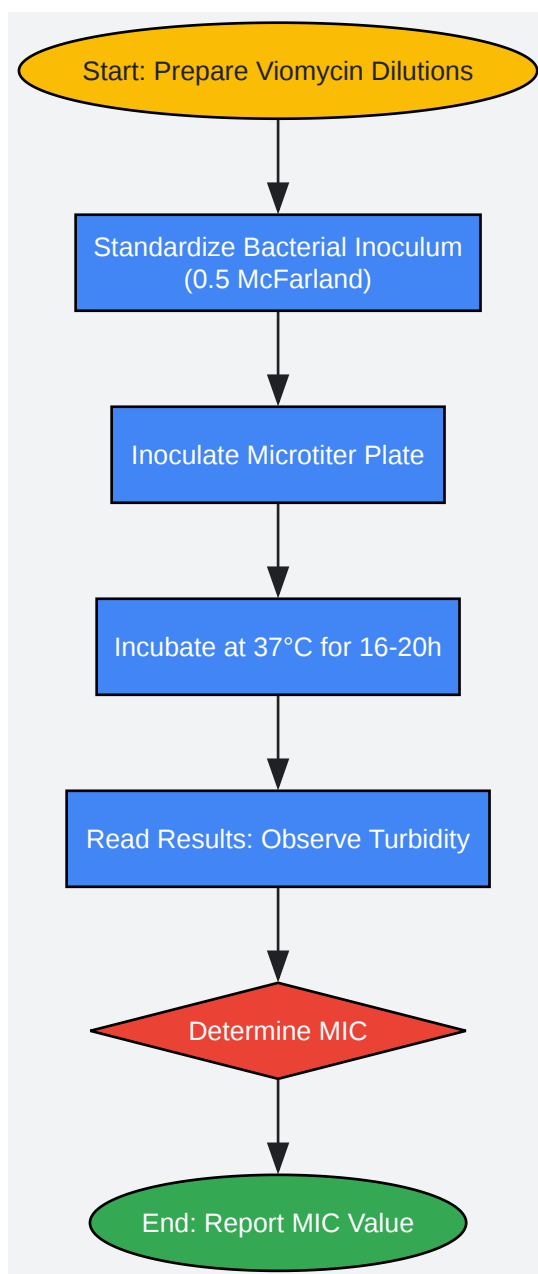 Start: Prepare Viomycin Dilutions
Standardize Bacterial Inoculum
(0.5 McFarland)
Inoculate Microtiter Plate
Incubate at 37°C for 16-20h
Read Results: Observe Turbidity
Determine MIC
End: Report MIC Value